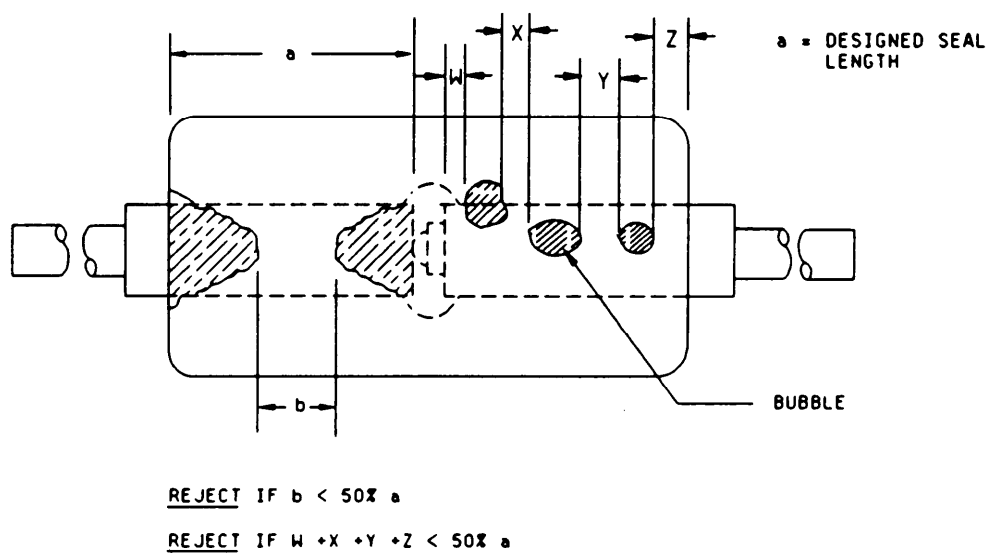 X
Z
a = DESIGNED SEAL
LENGTH
a
W
Y
b
BUBBLE
REJECT IF b < 50% a
REJECT IF W +X +Y +Z < 50% a